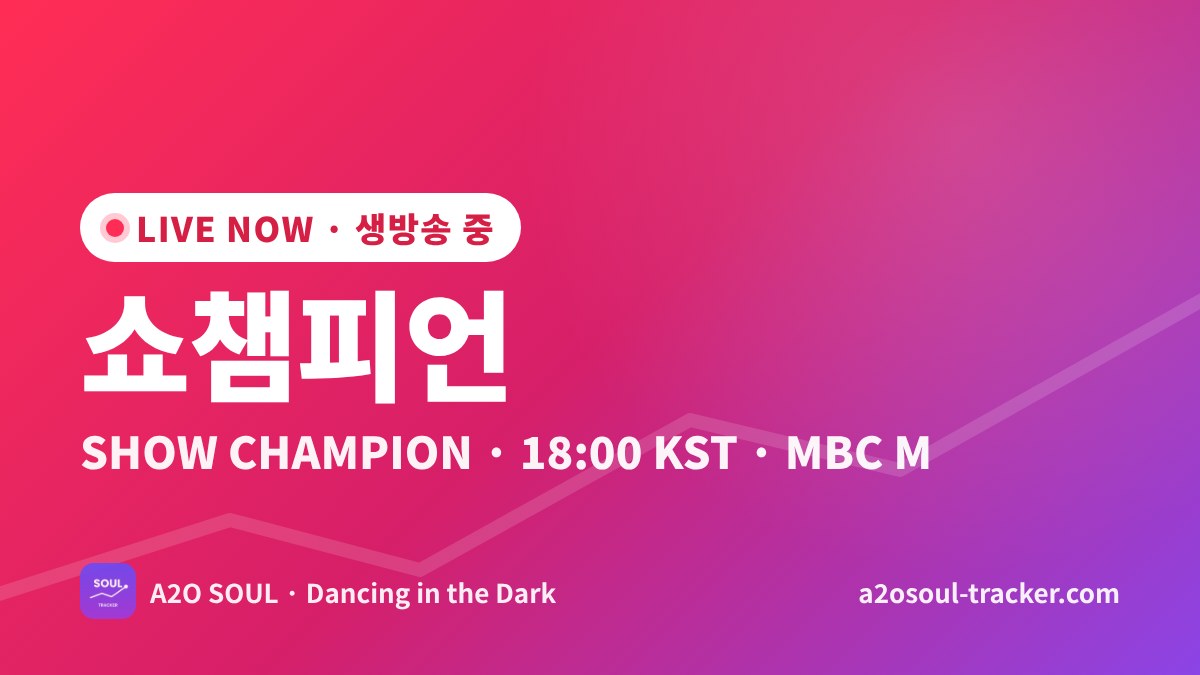 LIVE NOW · 생방송 중
쇼챔피언
SHOW CHAMPION · 18:00 KST · MBC M
SOUL
TRACKER
A2O SOUL · Dancing in the Dark
a2osoul-tracker.com